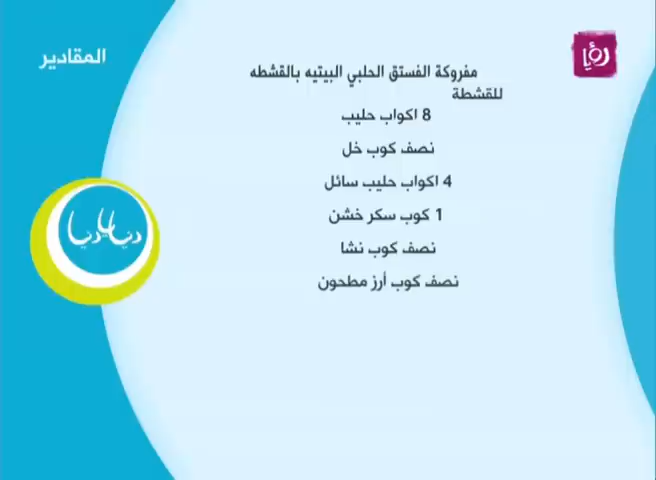 المقادير
رؤيا
مفروكة الفستق الحلبي البيتيه بالقشطه
للقشطة
8 اكواب حليب
نصف كوب خل
4 اكواب حليب سائل
1 كوب سكر خشن
نصف كوب نشا
نصف كوب أرز مطحون
دنيا يا دنيا